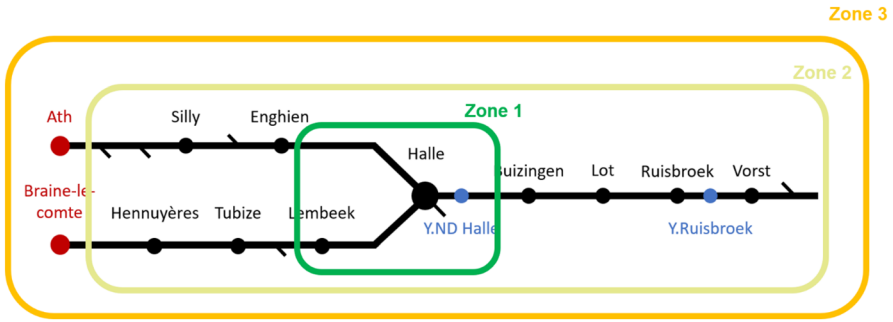 Zone 3
Zone 2
Zone 1
Ath
Silly
Enghien
Halle
Buizingen
Lot
Ruisbroek
Vorst
Braine-le-
comte
Hennuyères
Tubize
Lembeek
Y.ND Halle
Y.Ruisbroek